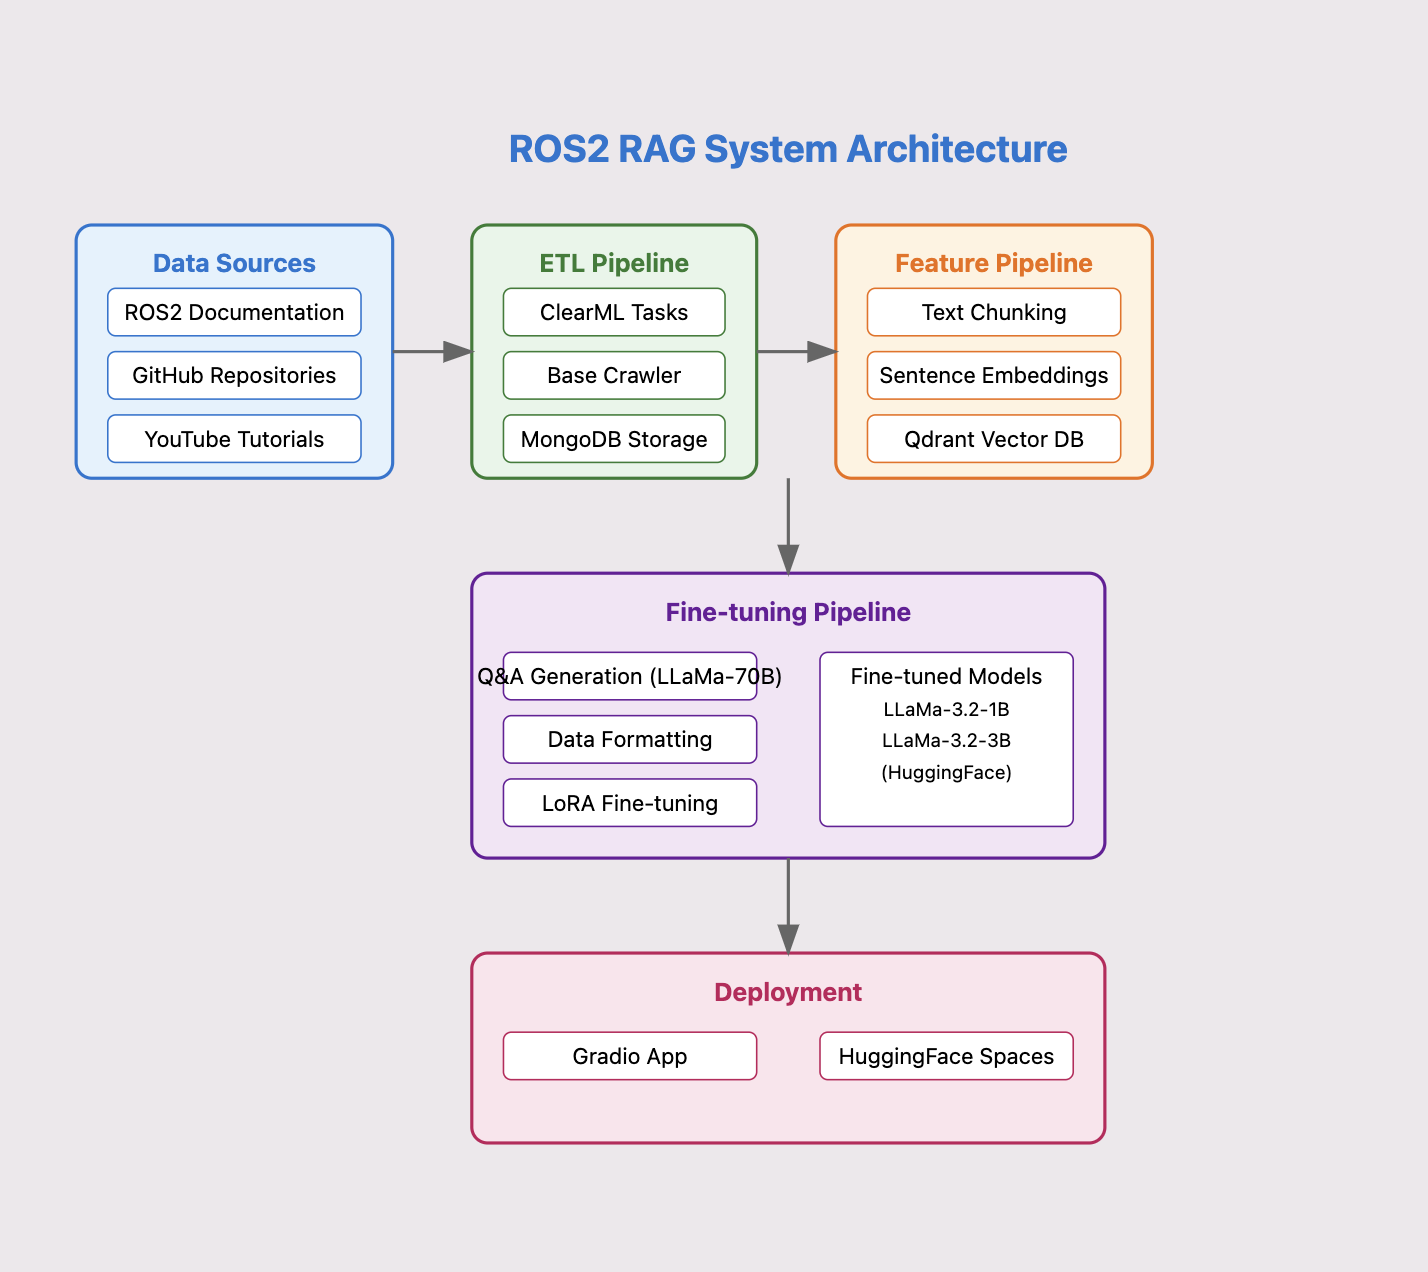 ROS2 RAG System Architecture
Data Sources
ROS2 Documentation
GitHub Repositories
YouTube Tutorials
ETL Pipeline
ClearML Tasks
Base Crawler
MongoDB Storage
Feature Pipeline
Text Chunking
Sentence Embeddings
Qdrant Vector DB
Fine-tuning Pipeline
Q&A Generation (LLaMa-70B)
Data Formatting
LoRA Fine-tuning
Fine-tuned Models
LLaMa-3.2-1B
LLaMa-3.2-3B
(HuggingFace)
Deployment
Gradio App
HuggingFace Spaces